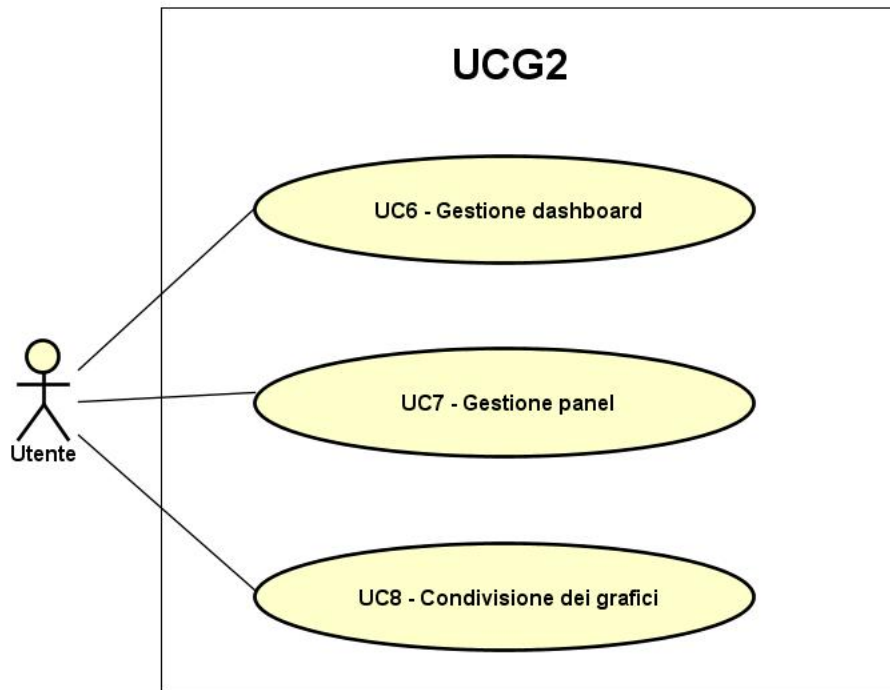 UCG2
UC6 - Gestione dashboard
UC7 - Gestione panel
Utente
UC8 - Condivisione dei grafici